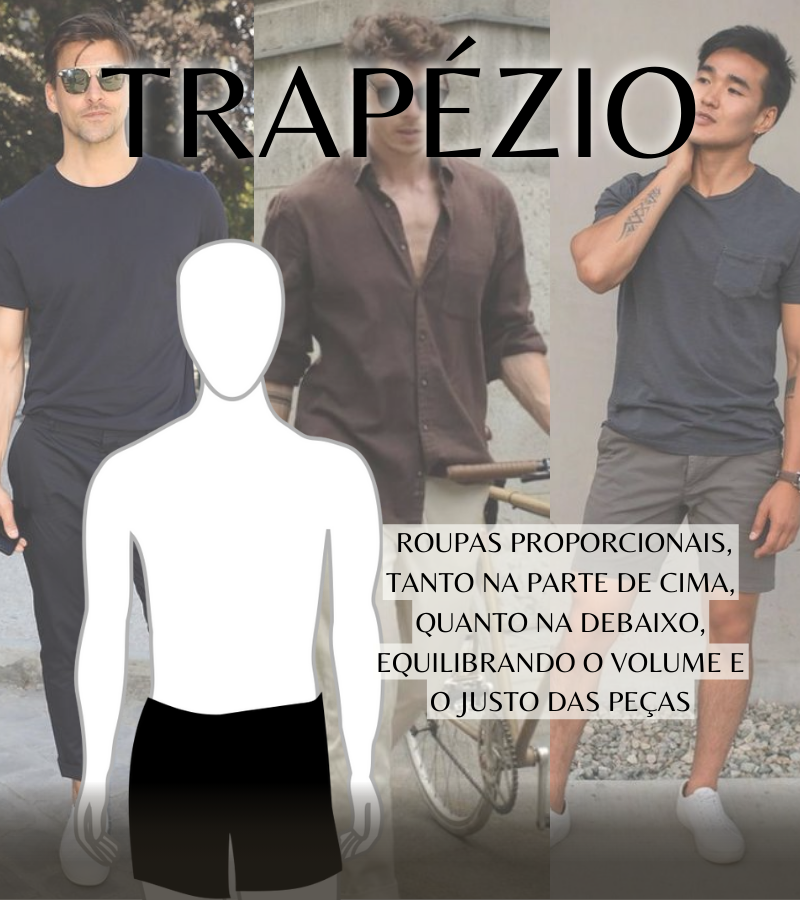 TRAPÉZIO
ROUPAS PROPORCIONAIS,
TANTO NA PARTE DE CIMA,
QUANTO NA DEBAIXO,
EQUILIBRANDO O VOLUME E
O JUSTO DAS PEÇAS